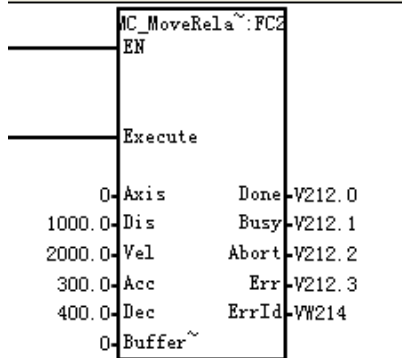 MC_MoveRela~:FC2
EN
Execute
0 Axis Done V212.0
1000.0 Dis Busy V212.1
2000.0 Vel Abort V212.2
300.0 Acc Err V212.3
400.0 Dec ErrId VW214
0 Buffer~